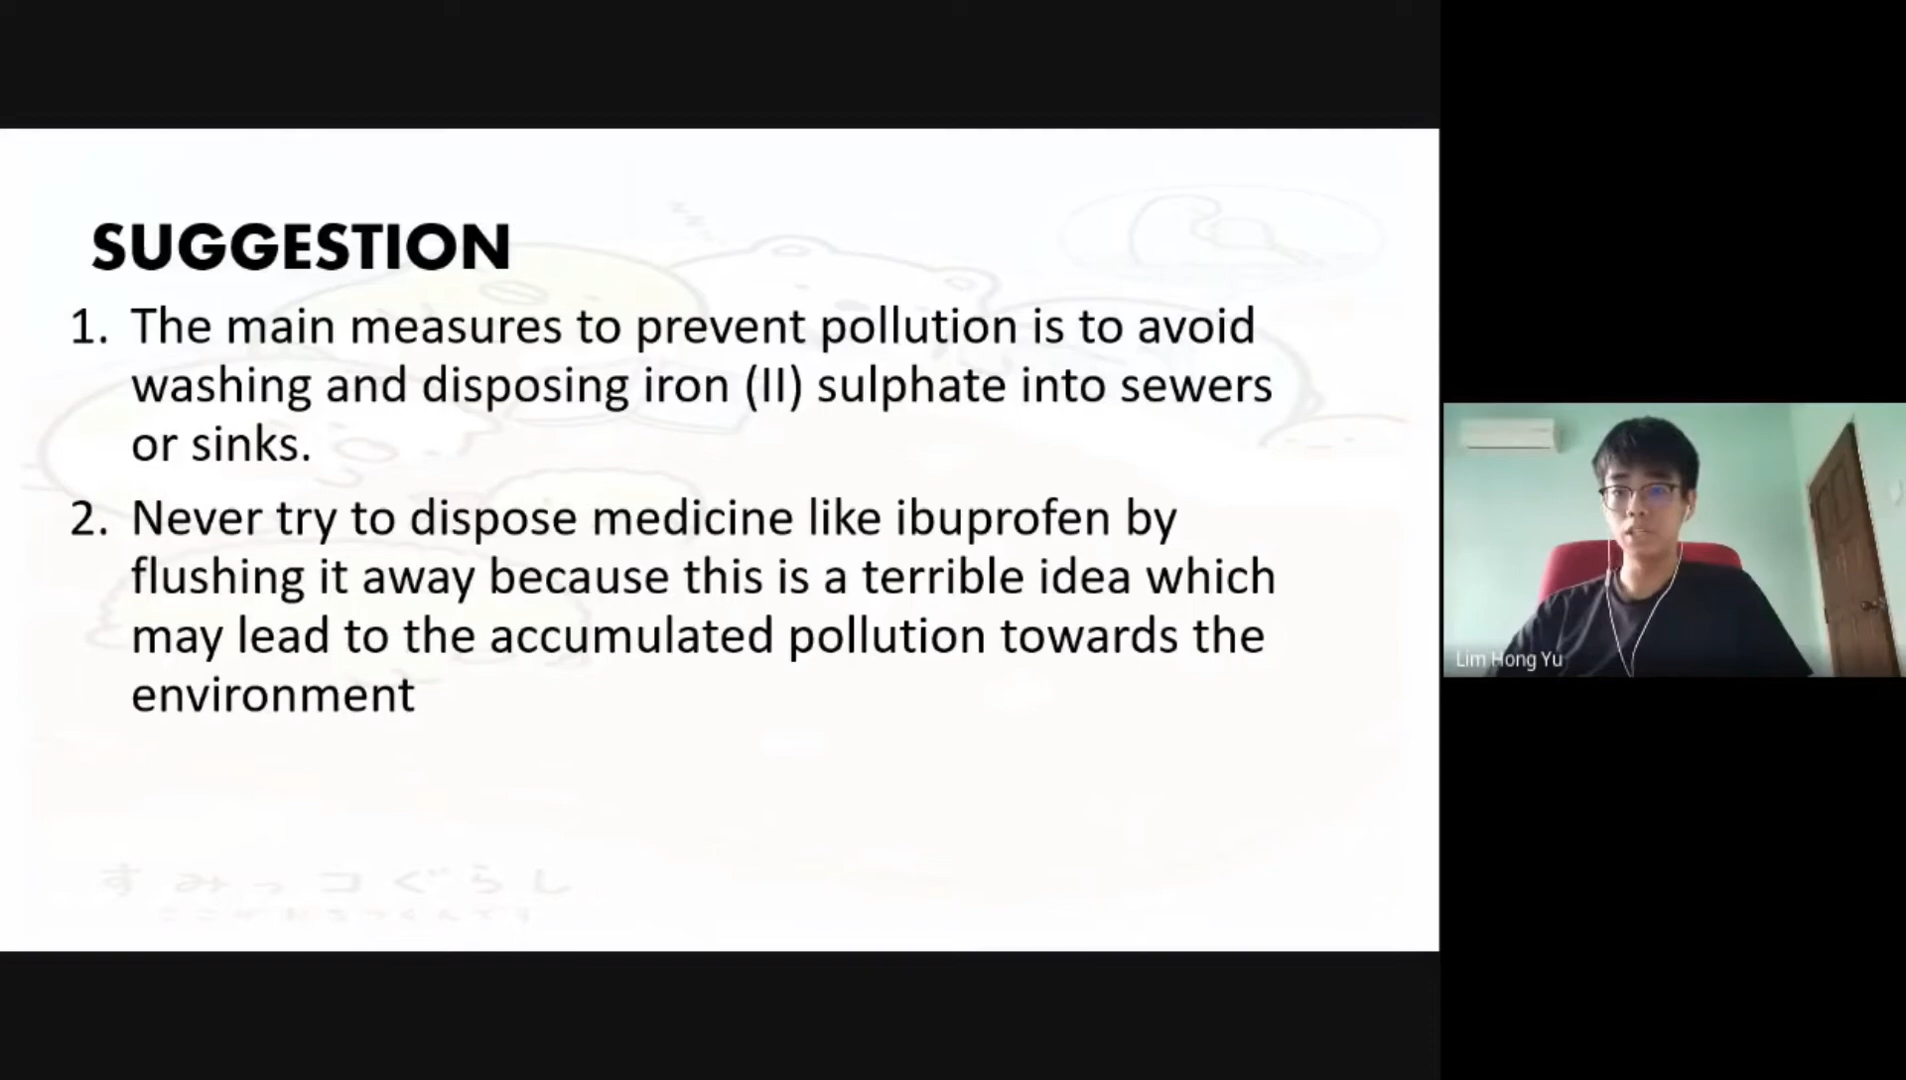 SUGGESTION
1. The main measures to prevent pollution is to avoid
washing and disposing iron (II) sulphate into sewers
or sinks.
2. Never try to dispose medicine like ibuprofen by
flushing it away because this is a terrible idea which
may lead to the accumulated pollution towards the
environment
すみっコぐらし
Lim Hong Yu